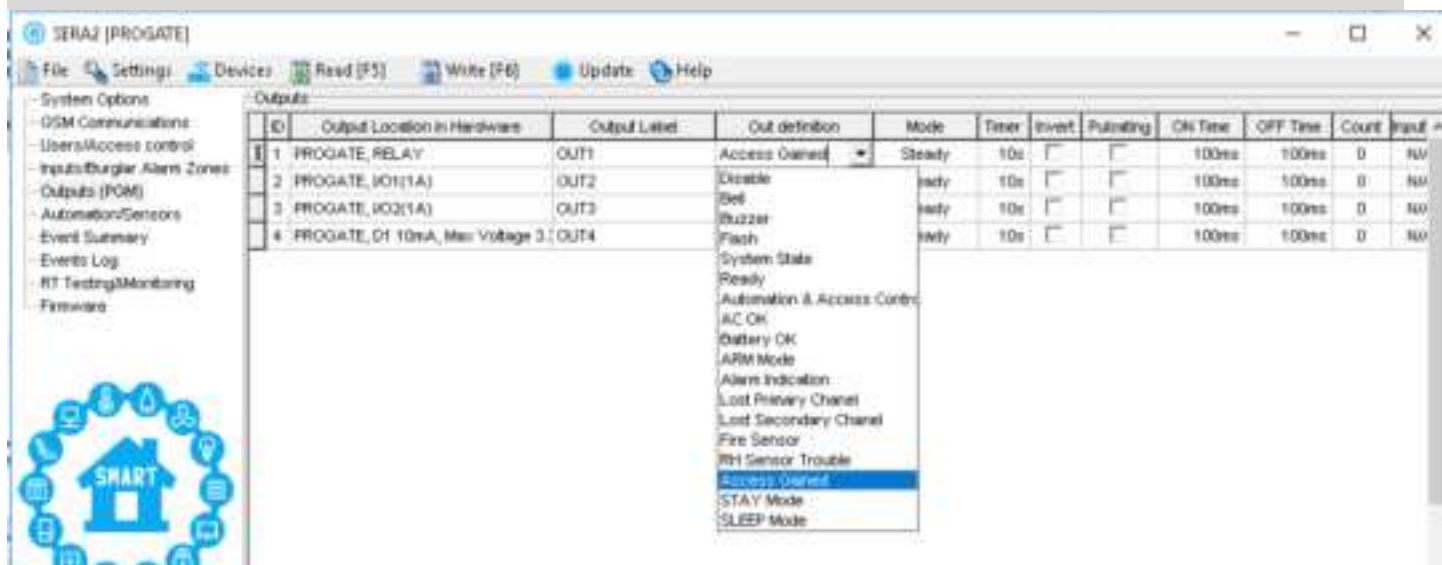 SERA2 [PROGATE]
File Settings Devices Read [F5] Write [F6] Update Help
System Options
GSM Communications
Users/Access control
Inputs/Burglar Alarm Zones
Outputs (PGM)
Automation/Sensors
Event Summary
Events Log
RT Testing&Monitoring
Firmware
SMART
Outputs
ID Output Location in Hardware Output Label Out definition Mode Timer Invert Pulsating ON Time OFF Time Count Input
1 PROGATE, RELAY OUT1 Access Gained Steady 10s 100ms 100ms 0 N/A
2 PROGATE, I/O1(1A) OUT2 eady 10s 100ms 100ms 0 N/A
3 PROGATE, I/O2(1A) OUT3 eady 10s 100ms 100ms 0 N/A
4 PROGATE, D1 10mA, Max Voltage 3. OUT4 eady 10s 100ms 100ms 0 N/A
Disable
Bell
Buzzer
Flash
System State
Ready
Automation & Access Contro
AC OK
Battery OK
ARM Mode
Alarm Indication
Lost Primary Chanel
Lost Secondary Chanel
Fire Sensor
RH Sensor Trouble
Access Gained
STAY Mode
SLEEP Mode